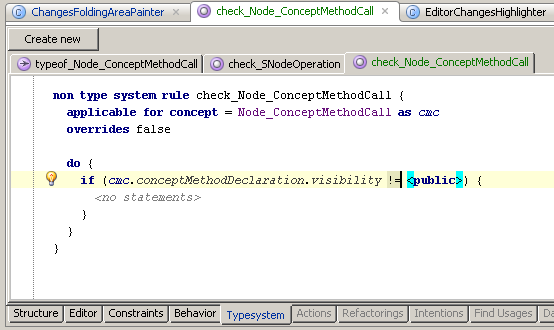 ChangesFoldingAreaPainter × check_Node_ConceptMethodCall × EditorChangesHighlighter
Create new
typeof_Node_ConceptMethodCall check_SNodeOperation check_Node_ConceptMethodCall
non type system rule check_Node_ConceptMethodCall {
applicable for concept = Node_ConceptMethodCall as cmc
overrides false
do {
if (cmc.conceptMethodDeclaration.visibility != <public>) {
<no statements>
}
}
}
Structure Editor Constraints Behavior Typesystem Actions Refactorings Intentions Find Usages Da